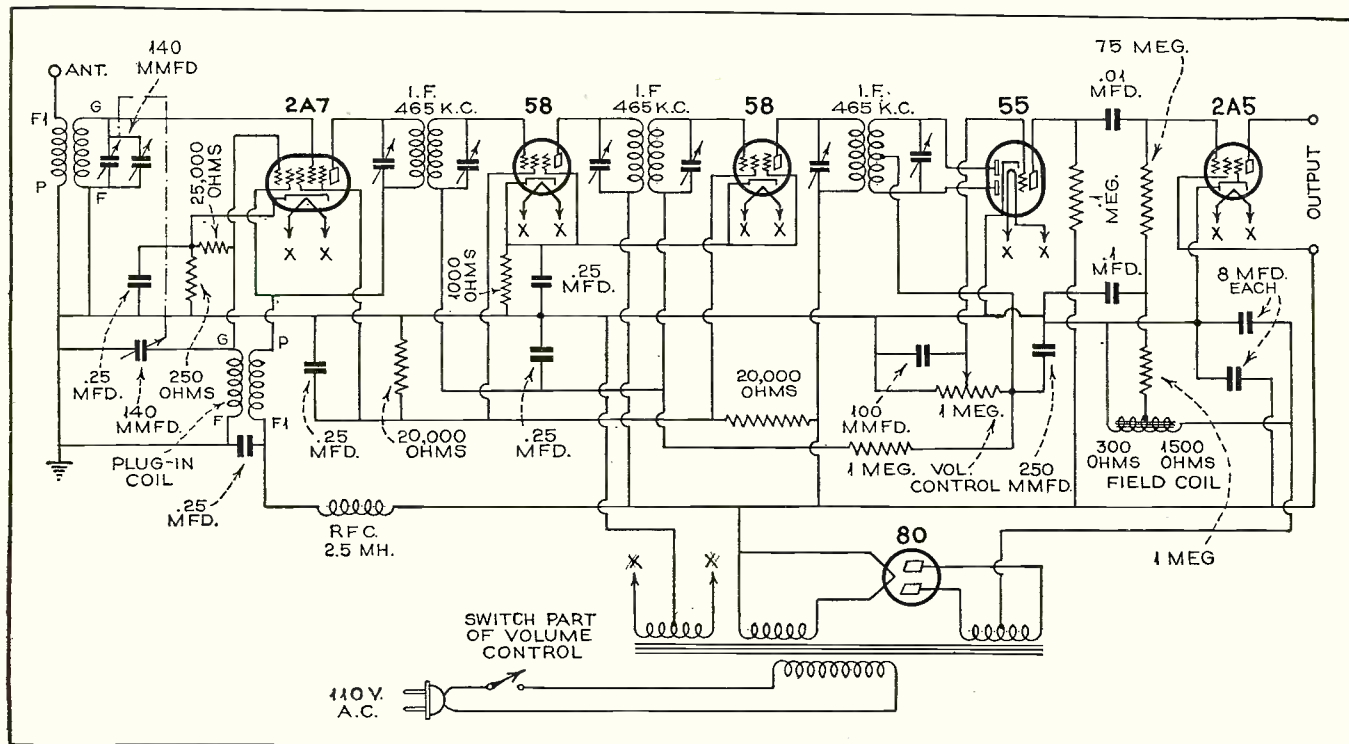 140
MMFD
ANT.
F1
G
P
F
2A7
25,000
OHMS
X X
I.F.
465 K.C.
58
X X
I.F
465 K.C.
58
X X
I.F.
465 K.C.
55
X X
75 MEG.
.01
MFD.
2A5
X X
OUTPUT
.1
MEG.
.1
MFD.
8 MFD.
EACH
1000
OHMS
.25
MFD.
.25
MFD.
250
OHMS
140
MMFD.
G
P
F
F1
PLUG-IN
COIL
.25
MFD.
.25
MFD.
20,000
OHMS
.25
MFD.
20,000
OHMS
100
MMFD.
1 MEG.
1 MEG.
VOL.
CONTROL
250
MMFD.
300
OHMS
1500
OHMS
FIELD COIL
1 MEG
RFC.
2.5 MH.
X X
80
SWITCH PART
OF VOLUME
CONTROL
110 V.
A.C.